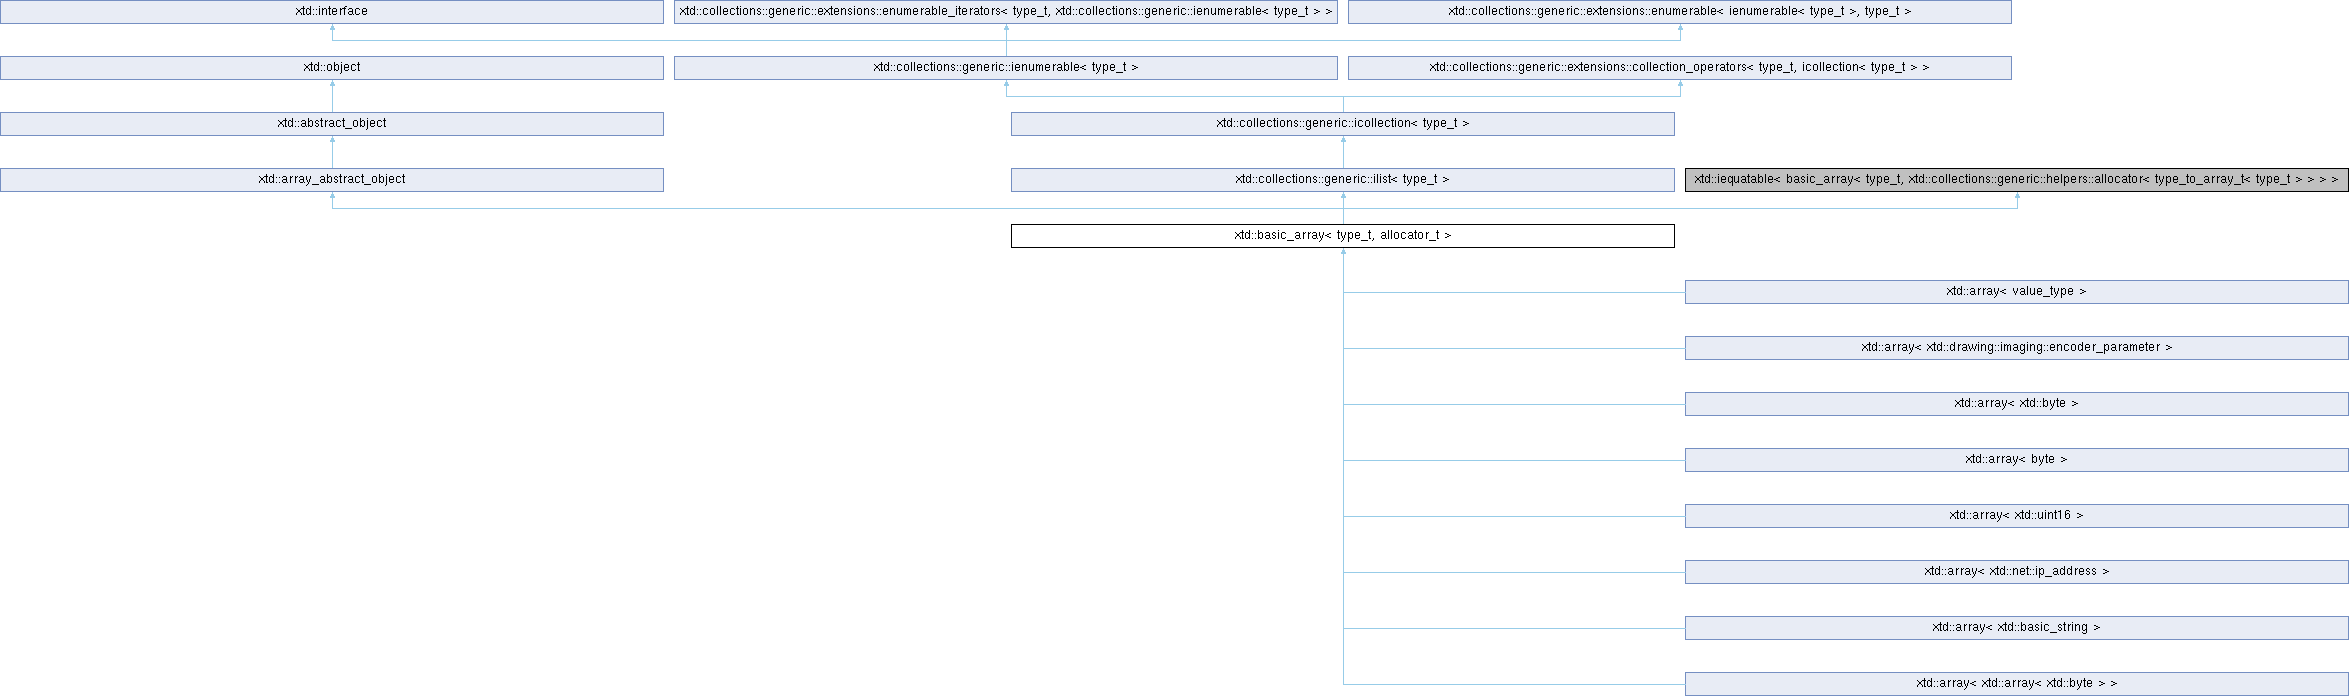 xtd::interface
xtd::collections::generic::extensions::enumerable_iterators< type_t, xtd::collections::generic::ienumerable< type_t > >
xtd::collections::generic::extensions::enumerable< ienumerable< type_t >, type_t >
xtd::object
xtd::collections::generic::ienumerable< type_t >
xtd::collections::generic::extensions::collection_operators< type_t, icollection< type_t > >
xtd::abstract_object
xtd::collections::generic::icollection< type_t >
xtd::array_abstract_object
xtd::collections::generic::ilist< type_t >
xtd::iequatable< basic_array< type_t, xtd::collections::generic::helpers::allocator< type_to_array_t< type_t > > > >
xtd::basic_array< type_t, allocator_t >
xtd::array< value_type >
xtd::array< xtd::drawing::imaging::encoder_parameter >
xtd::array< xtd::byte >
xtd::array< byte >
xtd::array< xtd::uint16 >
xtd::array< xtd::net::ip_address >
xtd::array< xtd::basic_string >
xtd::array< xtd::array< xtd::byte > >